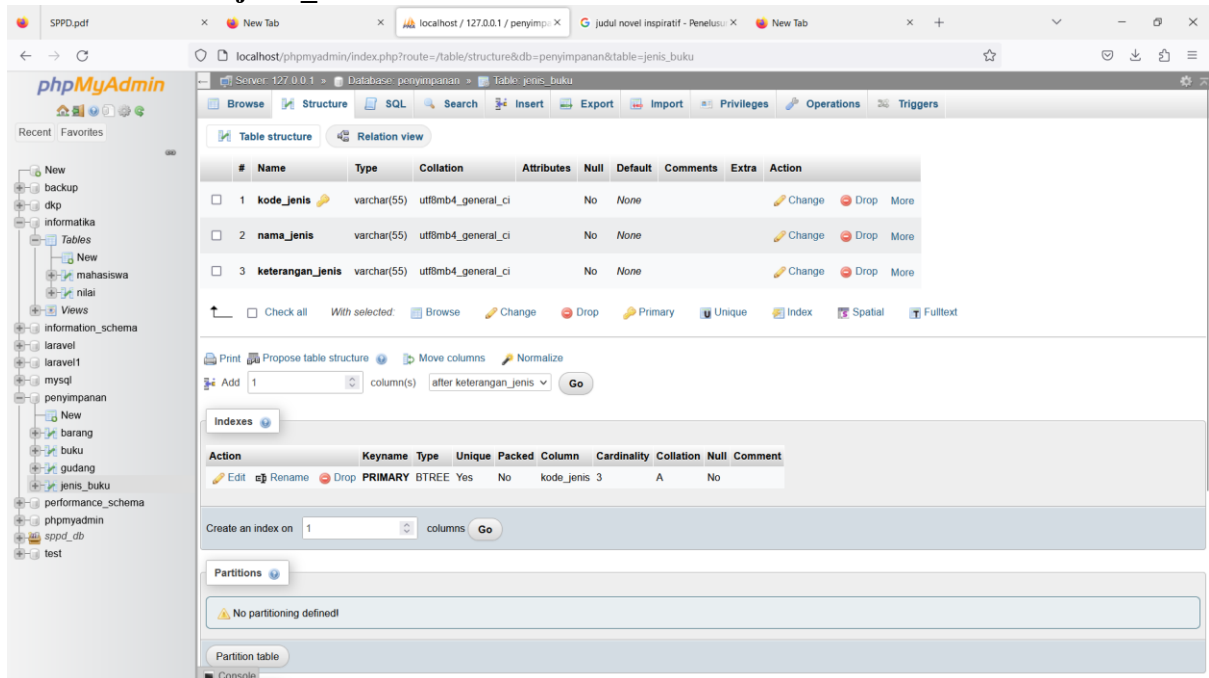 SPPD.pdf
New Tab
localhost / 127.0.0.1 / penyimpa
judul novel inspiratif - Penelusur
New Tab
localhost/phpmyadmin/index.php?route=/table/structure&db=penyimpanan&table=jenis_buku
phpMyAdmin
Recent Favorites
New
backup
dkp
informatika
Tables
New
mahasiswa
nilai
Views
information_schema
laravel
laravel1
mysql
penyimpanan
New
barang
buku
gudang
jenis_buku
performance_schema
phpmyadmin
sppd_db
test
Server: 127.0.0.1 » Database: penyimpanan » Table: jenis_buku
Browse Structure SQL Search Insert Export Import Privileges Operations Triggers
Table structure Relation view
# Name Type Collation Attributes Null Default Comments Extra Action
1 kode_jenis varchar(55) utf8mb4_general_ci No None Change Drop More
2 nama_jenis varchar(55) utf8mb4_general_ci No None Change Drop More
3 keterangan_jenis varchar(55) utf8mb4_general_ci No None Change Drop More
Check all With selected: Browse Change Drop Primary Unique Index Spatial Fulltext
Print Propose table structure Move columns Normalize
Add 1 column(s) after keterangan_jenis Go
Indexes
Action Keyname Type Unique Packed Column Cardinality Collation Null Comment
Edit Rename Drop PRIMARY BTREE Yes No kode_jenis 3 A No
Create an index on 1 columns Go
Partitions
No partitioning defined!
Partition table
Console